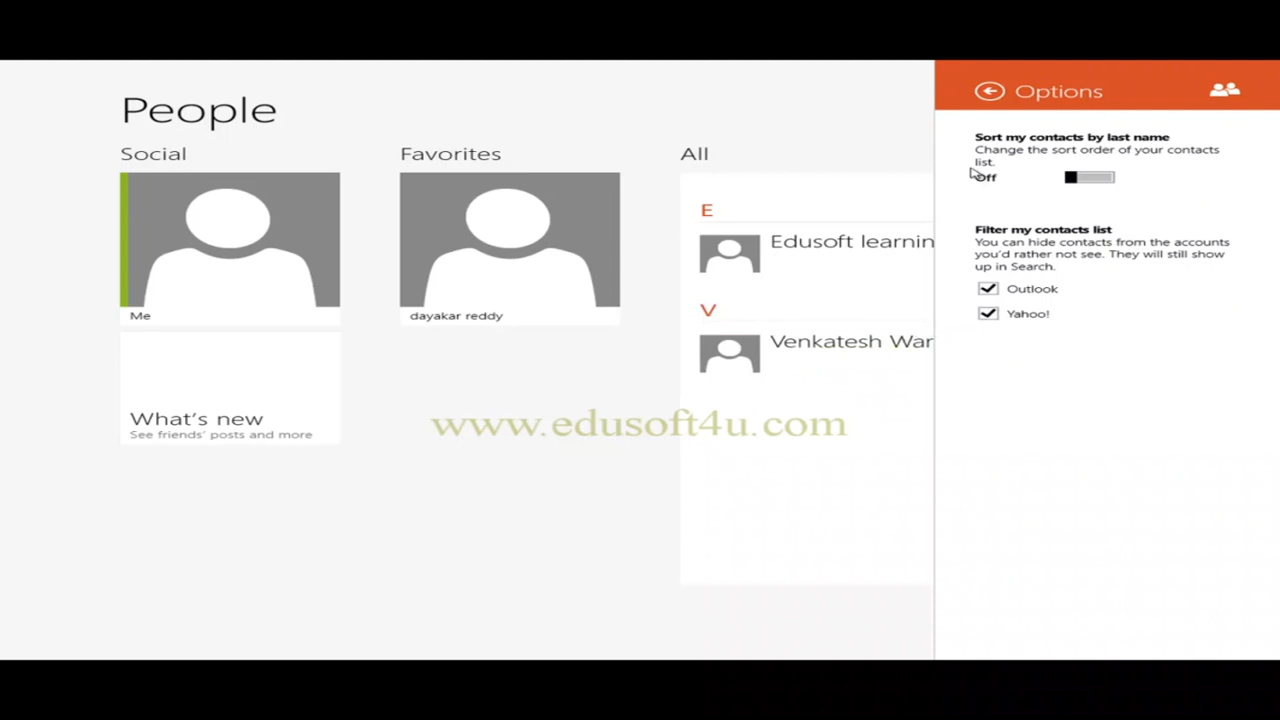 People
Social
Favorites
All
Me
What's new
See friends' posts and more
dayakar reddy
E
Edusoft learnin
V
Venkatesh War
www.edusoft4u.com
Options
Sort my contacts by last name
Change the sort order of your contacts
list.
Off
Filter my contacts list
You can hide contacts from the accounts
you'd rather not see. They will still show
up in Search.
Outlook
Yahoo!